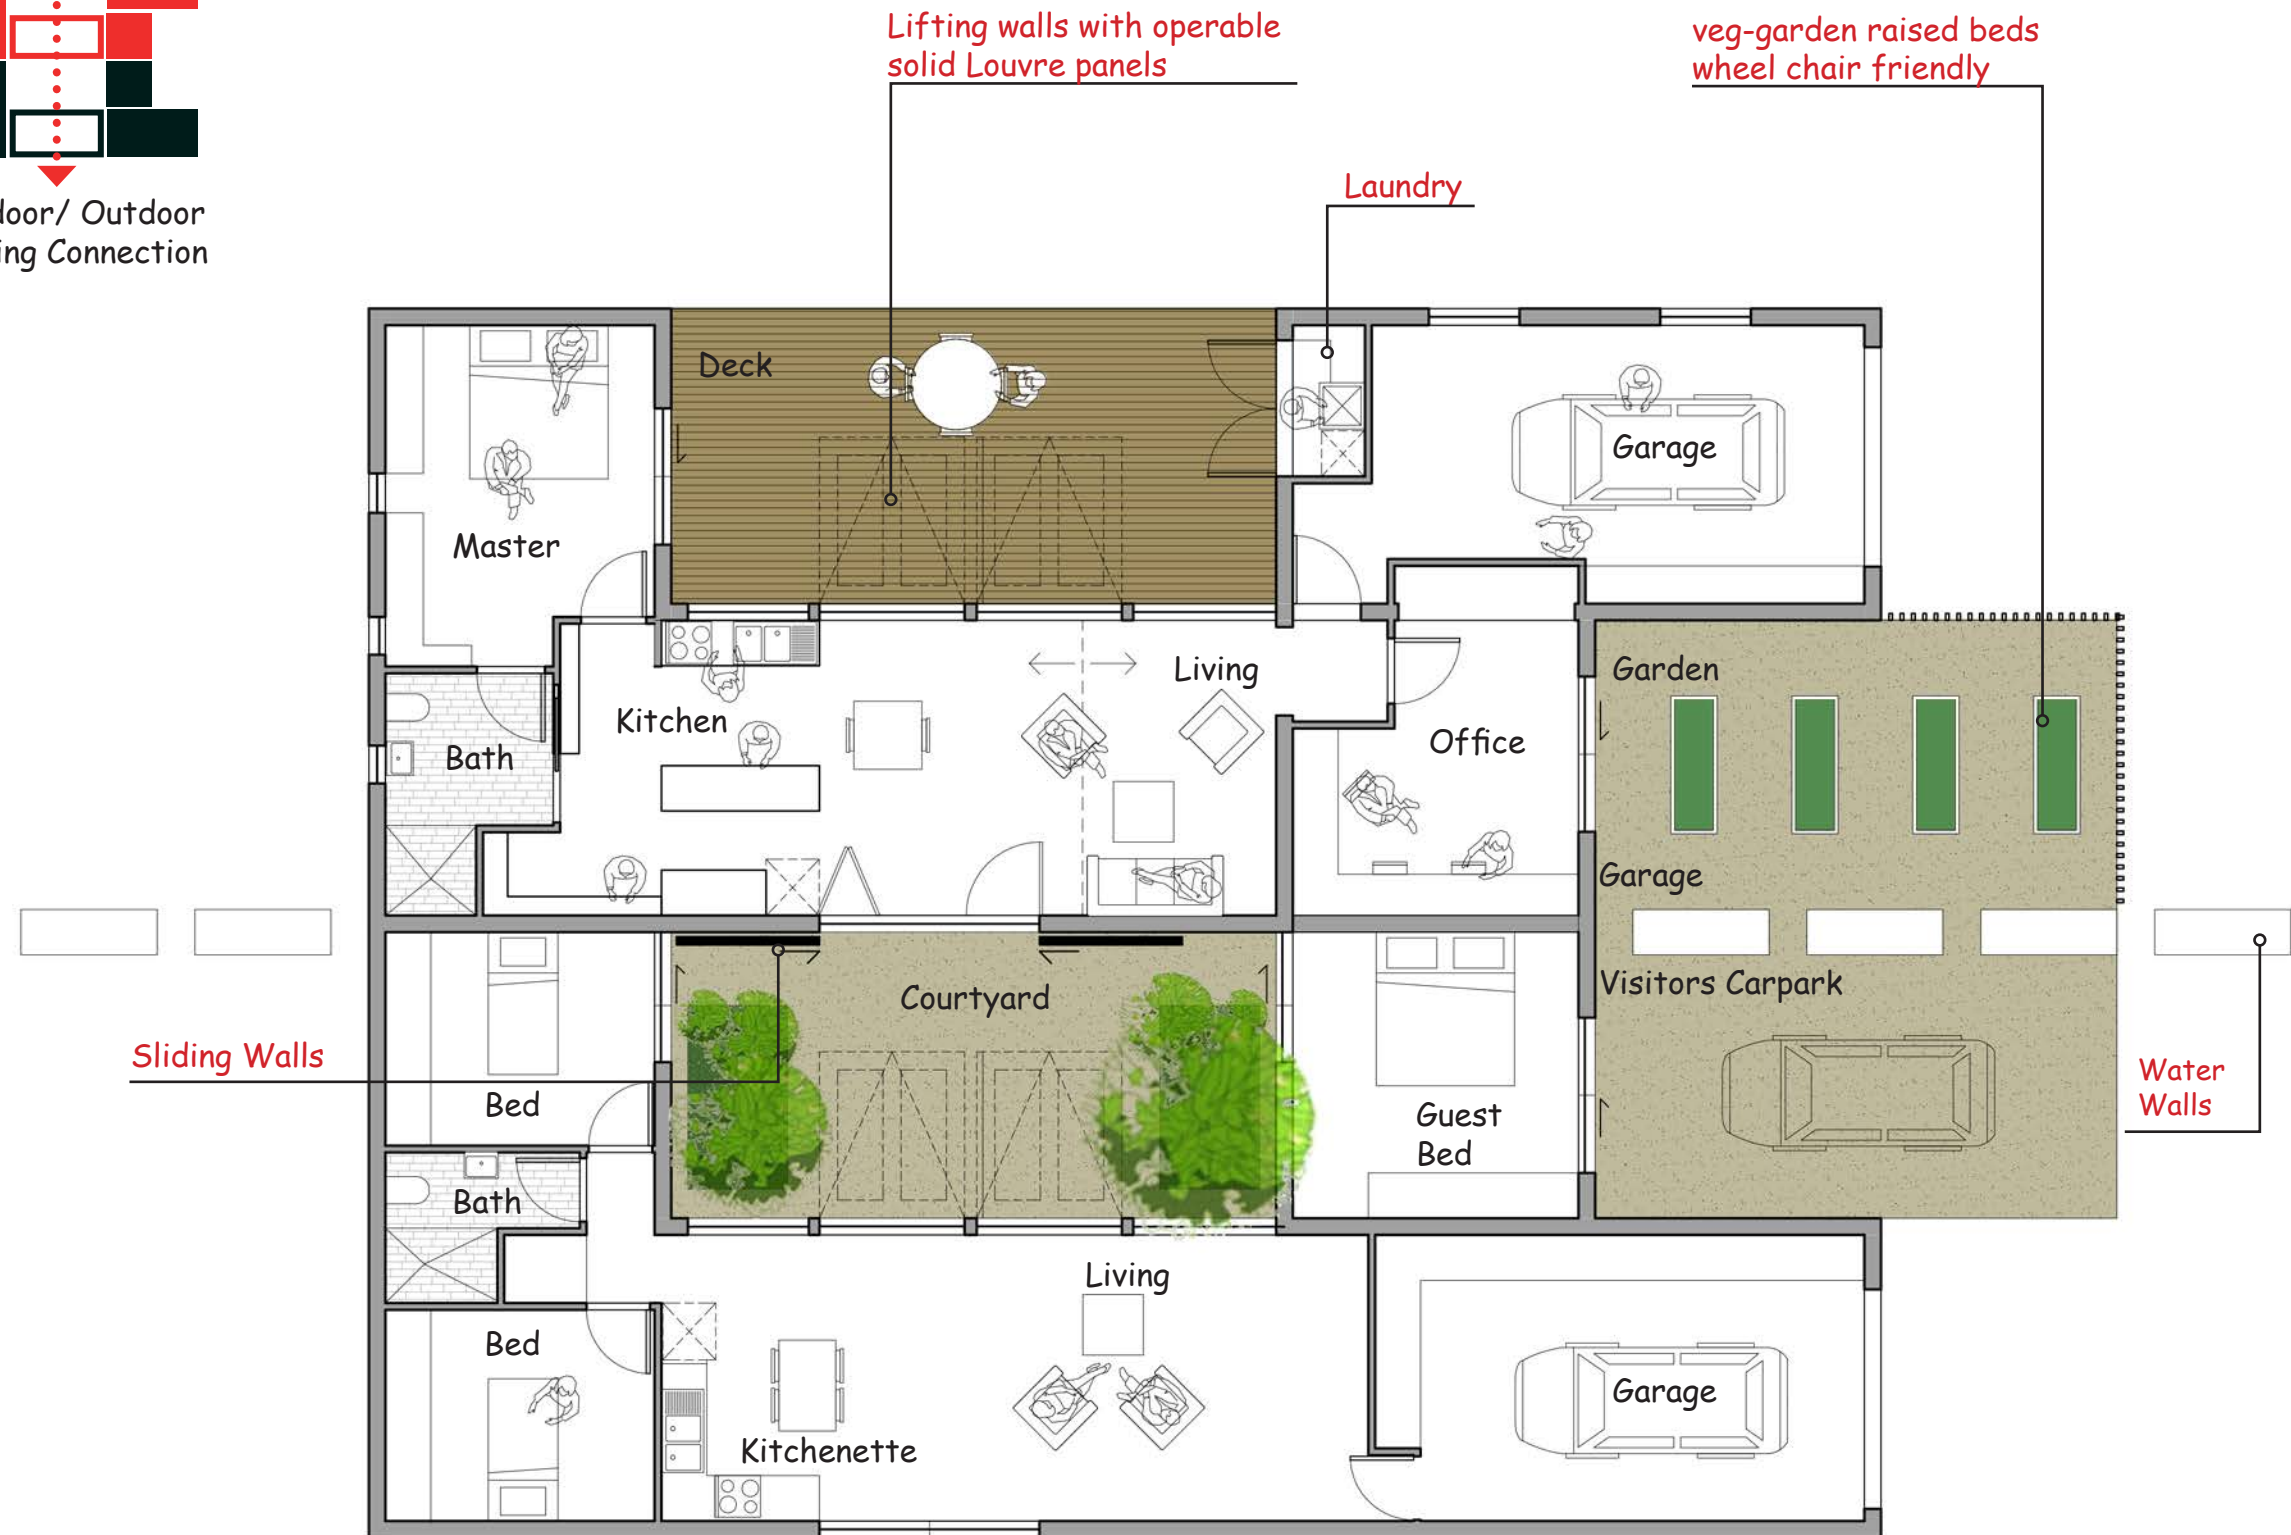 Lifting walls with operable
solid Louvre panels
veg-garden raised beds
wheel chair friendly
Laundry
door/ Outdoor
ing Connection
Deck
Garage
Master
Living
Garden
Kitchen
Office
Bath
Garage
Visitors Carpark
Courtyard
Sliding Walls
Water
Walls
Bed
Guest
Bed
Bath
Living
Bed
Garage
Kitchenette